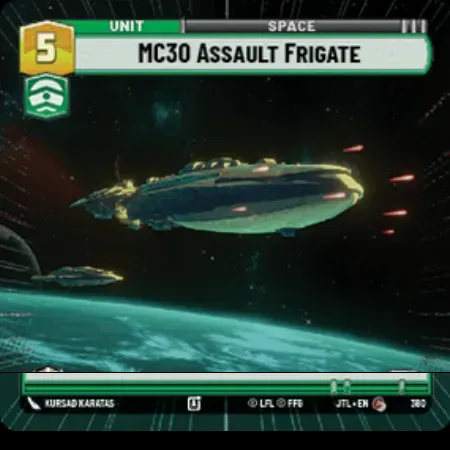 UNIT SPACE
5 MC30 ASSAULT FRIGATE
KURSAD KARATAS LFL FFG JTL • EN 380